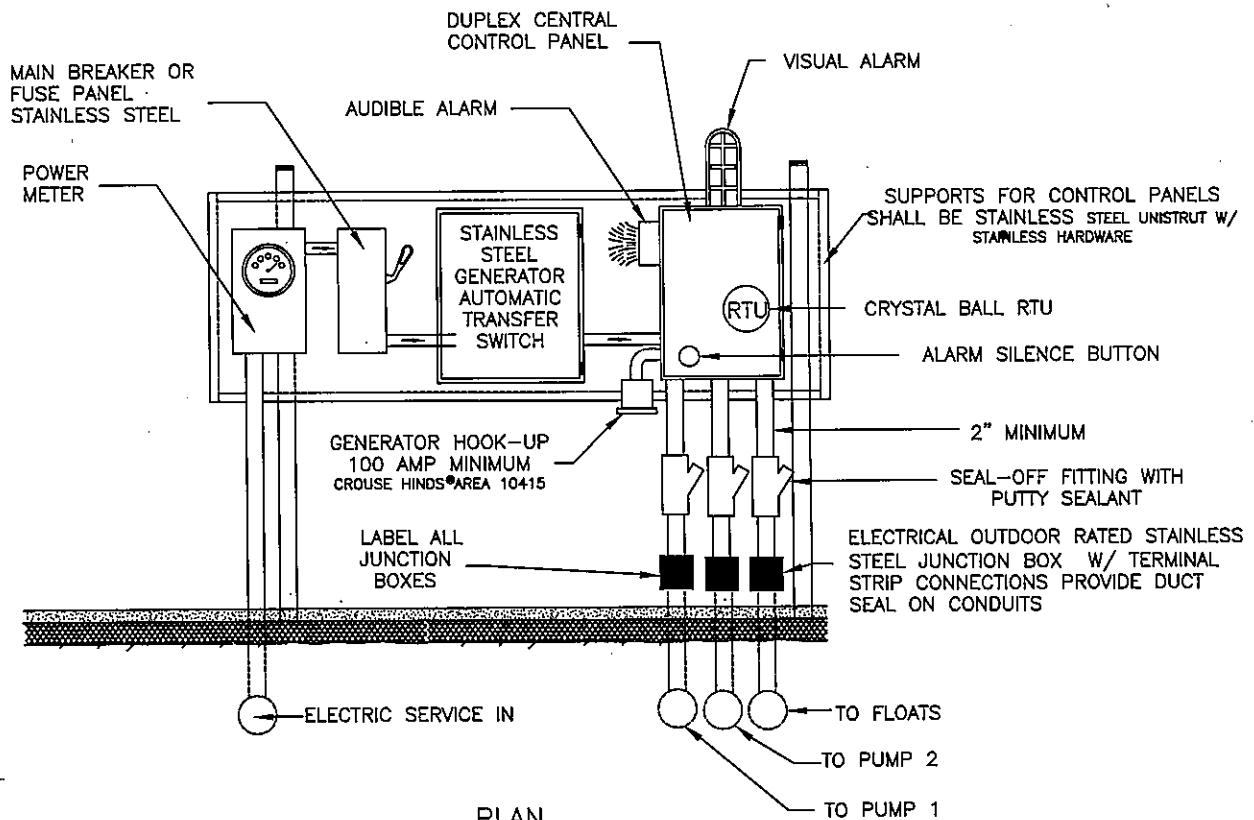 DUPLEX CENTRAL
CONTROL PANEL
VISUAL ALARM
MAIN BREAKER OR
FUSE PANEL
STAINLESS STEEL
AUDIBLE ALARM
POWER
METER
SUPPORTS FOR CONTROL PANELS
SHALL BE STAINLESS STEEL UNISTRUT W/
STAINLESS HARDWARE
STAINLESS
STEEL
GENERATOR
AUTOMATIC
TRANSFER
SWITCH
RTU
CRYSTAL BALL RTU
ALARM SILENCE BUTTON
2" MINIMUM
GENERATOR HOOK-UP
100 AMP MINIMUM
CROUSE HINDS® AREA 10415
SEAL-OFF FITTING WITH
PUTTY SEALANT
LABEL ALL
JUNCTION
BOXES
ELECTRICAL OUTDOOR RATED STAINLESS
STEEL JUNCTION BOX W/ TERMINAL
STRIP CONNECTIONS PROVIDE DUCT
SEAL ON CONDUITS
ELECTRIC SERVICE IN
TO FLOATS
TO PUMP 2
TO PUMP 1
PLAN